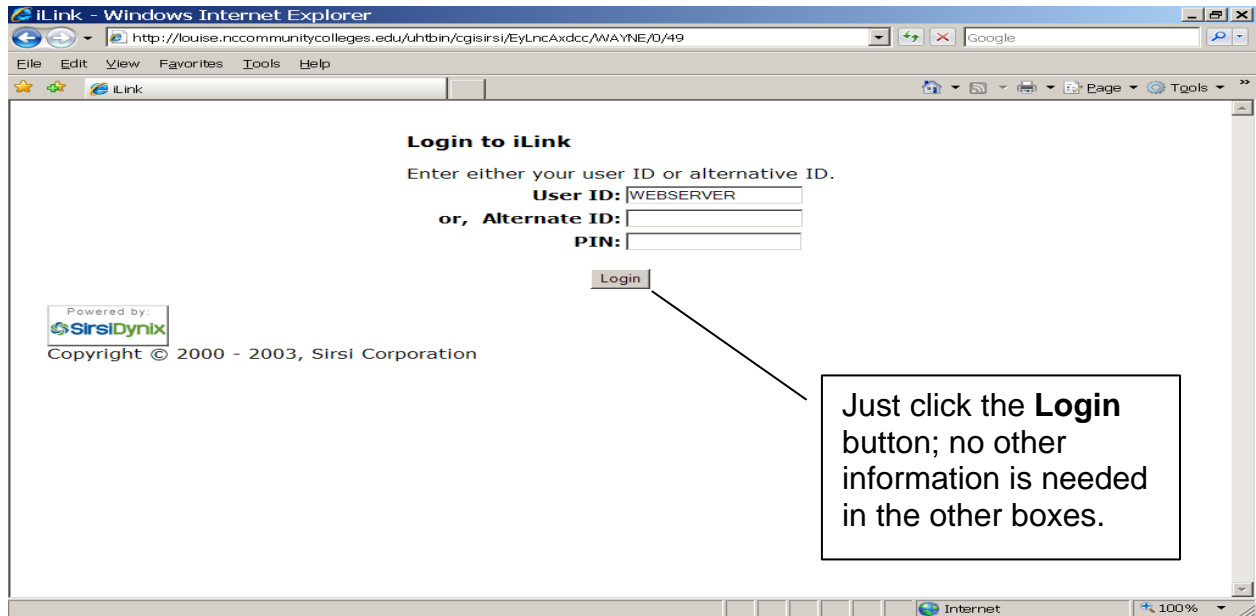 iLink - Windows Internet Explorer
http://louise.nccommunitycolleges.edu/uhtbin/cgisirsi/EyLncAxdcc/WAYNE/0/49 Google
File Edit View Favorites Tools Help
iLink Page Tools »
Login to iLink
Enter either your user ID or alternative ID.
User ID: WEBSERVER
or, Alternate ID:
PIN:
Login
Powered by:
SirsiDynix
Copyright © 2000 - 2003, Sirsi Corporation
Just click the Login
button; no other
information is needed
in the other boxes.
Internet 100%